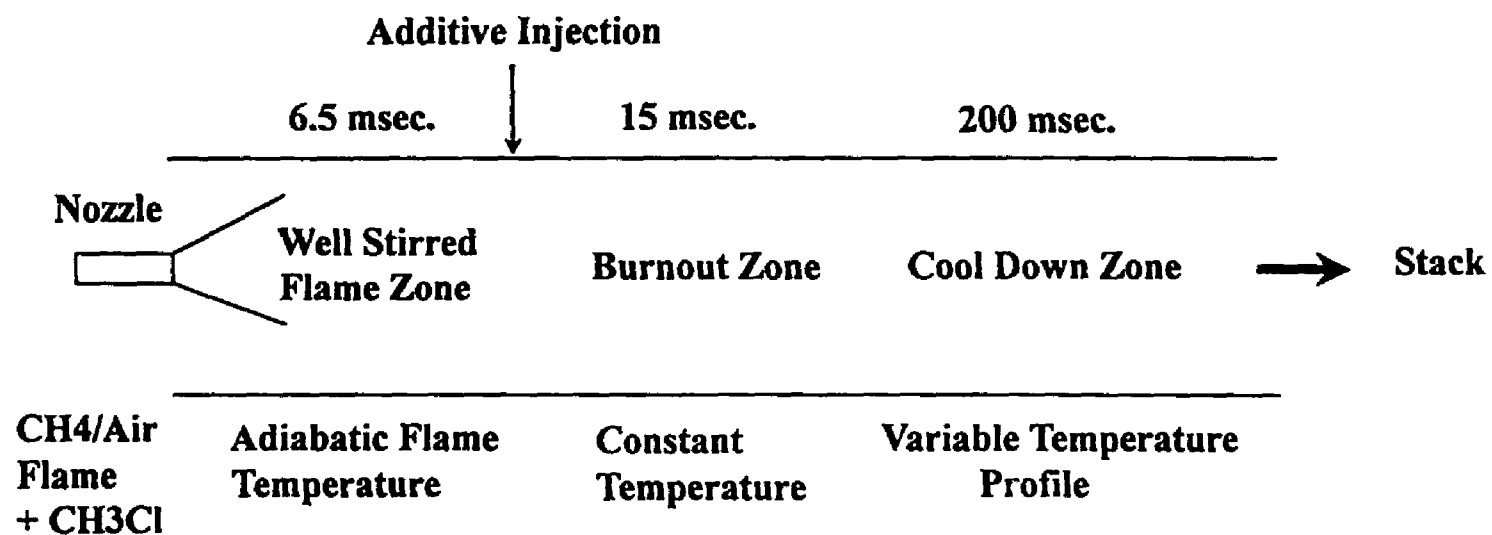 Additive Injection
6.5 msec.
15 msec.
200 msec.
Nozzle
Well Stirred
Flame Zone
Burnout Zone
Cool Down Zone
Stack
CH4/Air
Flame
+ CH3Cl
Adiabatic Flame
Temperature
Constant
Temperature
Variable Temperature
Profile